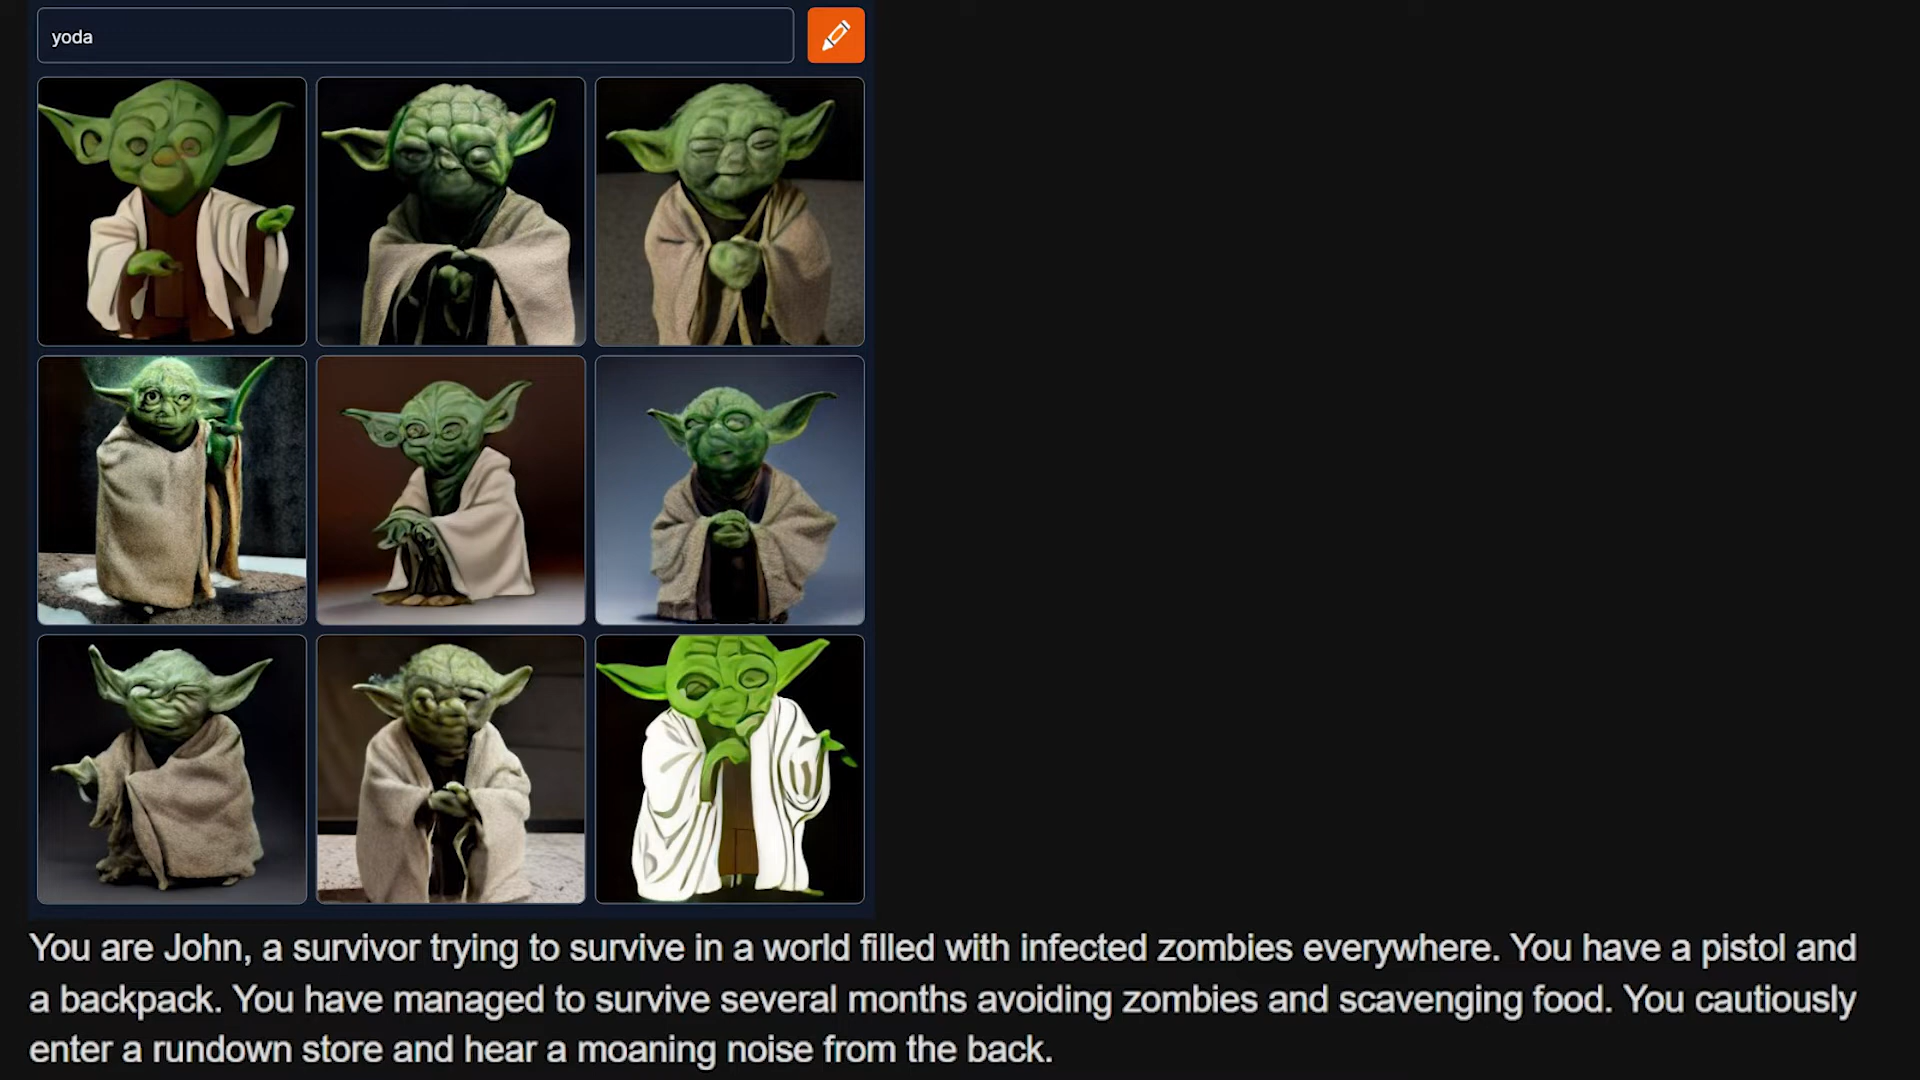 yoda
You are John, a survivor trying to survive in a world filled with infected zombies everywhere. You have a pistol and
a backpack. You have managed to survive several months avoiding zombies and scavenging food. You cautiously
enter a rundown store and hear a moaning noise from the back.